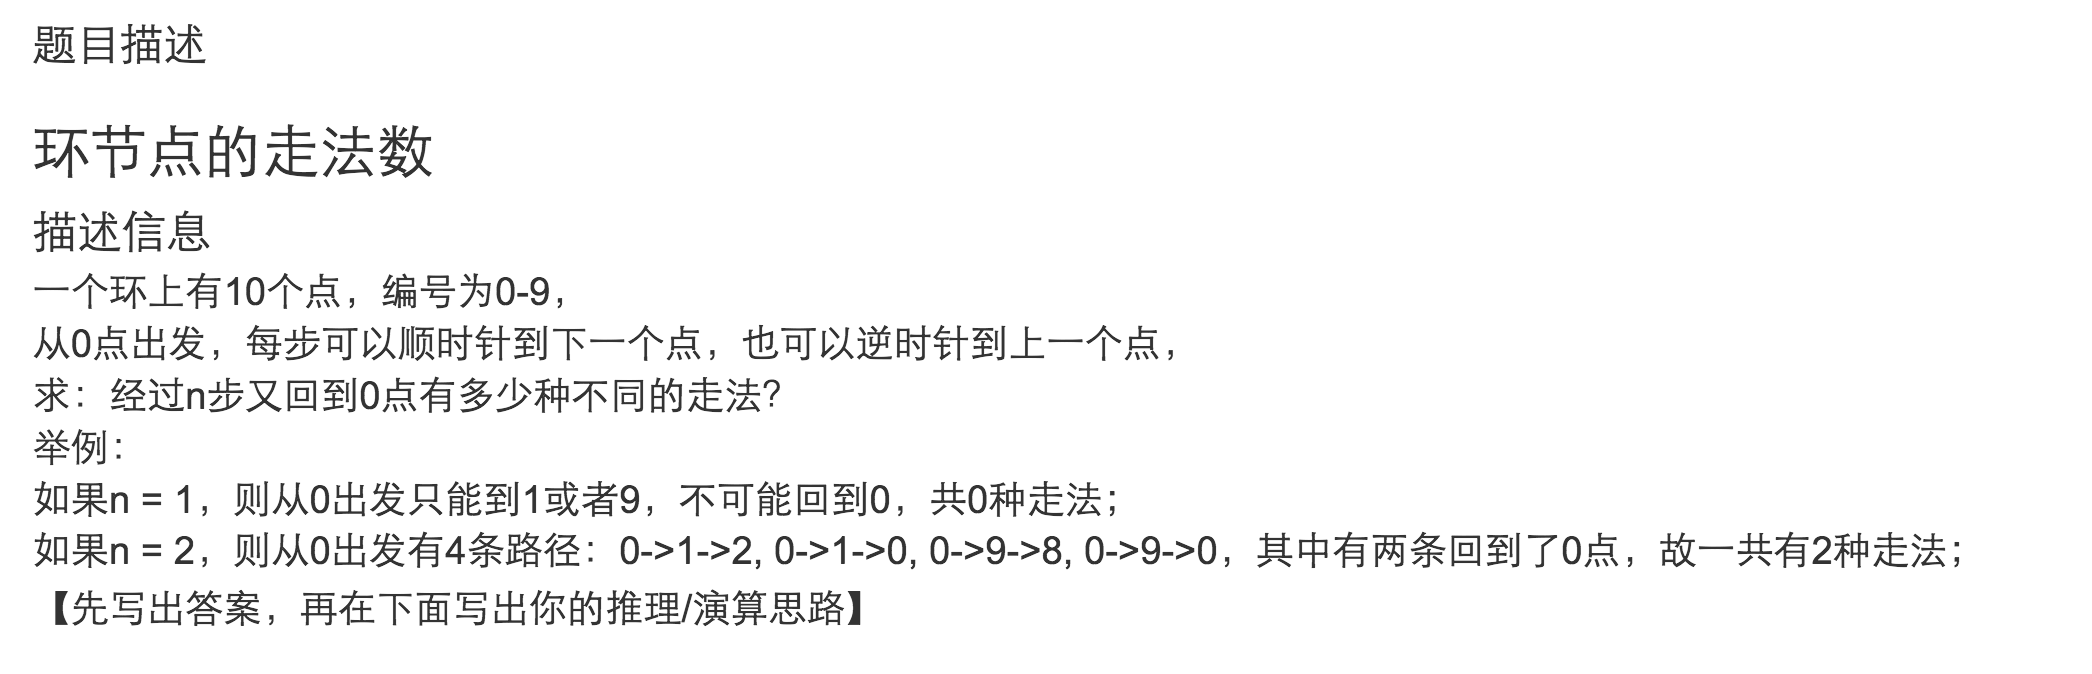 题目描述
环节点的走法数
描述信息
一个环上有10个点，编号为0-9，
从0点出发，每步可以顺时针到下一个点，也可以逆时针到上一个点，
求：经过n步又回到0点有多少种不同的走法？
举例：
如果n = 1，则从0出发只能到1或者9，不可能回到0，共0种走法；
如果n = 2，则从0出发有4条路径：0->1->2, 0->1->0, 0->9->8, 0->9->0，其中有两条回到了0点，故一共有2种走法；
【先写出答案，再在下面写出你的推理/演算思路】